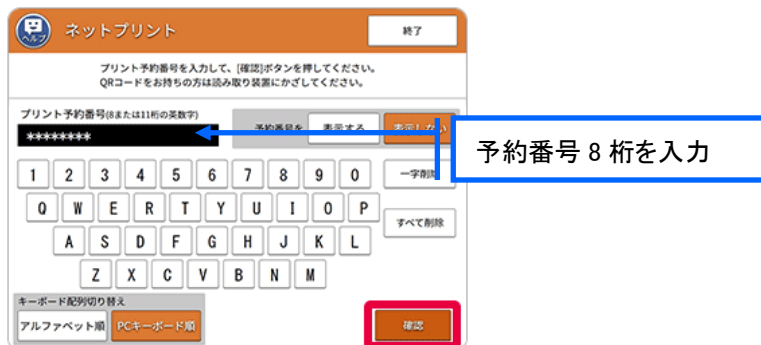 ヘルプ
ネットプリント
終了
プリント予約番号を入力して、[確認]ボタンを押してください。
QRコードをお持ちの方は読み取り装置にかざしてください。
プリント予約番号(8または11桁の英数字)
********
予約番号を
表示する
表示しない
予約番号 8 桁を入力
1 2 3 4 5 6 7 8 9 0
一字削除
Q W E R T Y U I O P
すべて削除
A S D F G H J K L
Z X C V B N M
キーボード配列切り替え
アルファベット順
PCキーボード順
確認